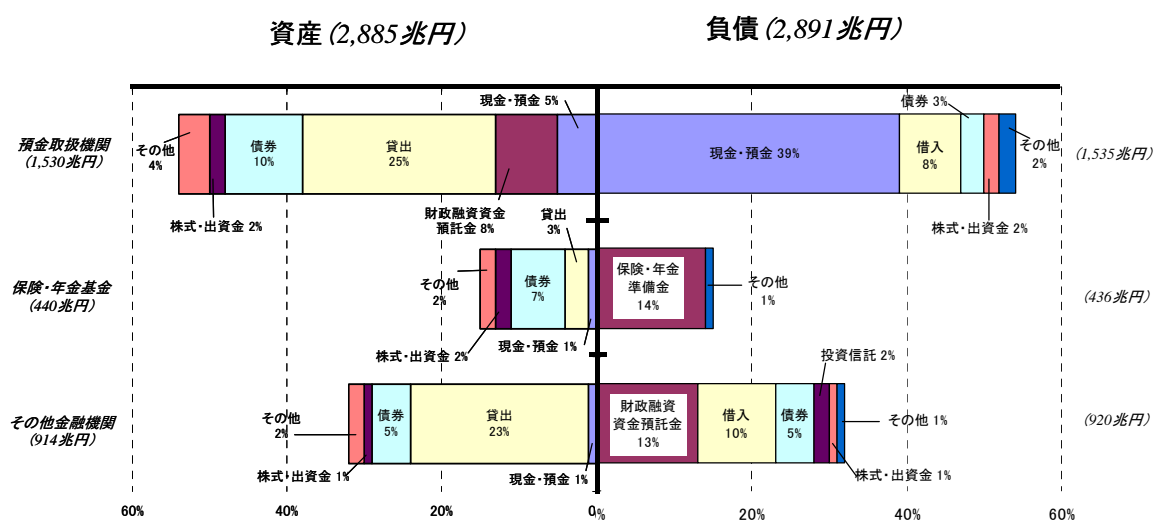 資産(2,885兆円)
負債(2,891兆円)
預金取扱機関
(1,530兆円)
その他
4%
株式・出資金 2%
債券
10%
貸出
25%
財政融資資金
預託金 8%
現金・預金 5%
現金・預金 39%
借入
8%
債券 3%
株式・出資金 2%
その他
2%
(1,535兆円)
保険・年金基金
(440兆円)
その他
2%
株式・出資金 2%
債券
7%
貸出
3%
現金・預金 1%
保険・年金
準備金
14%
その他
1%
(436兆円)
その他金融機関
(914兆円)
その他
2%
株式・出資金 1%
債券
5%
貸出
23%
現金・預金 1%
財政融資
資金預託金
13%
借入
10%
債券
5%
投資信託 2%
株式・出資金 1%
その他 1%
(920兆円)
60%
40%
20%
0%
20%
40%
60%